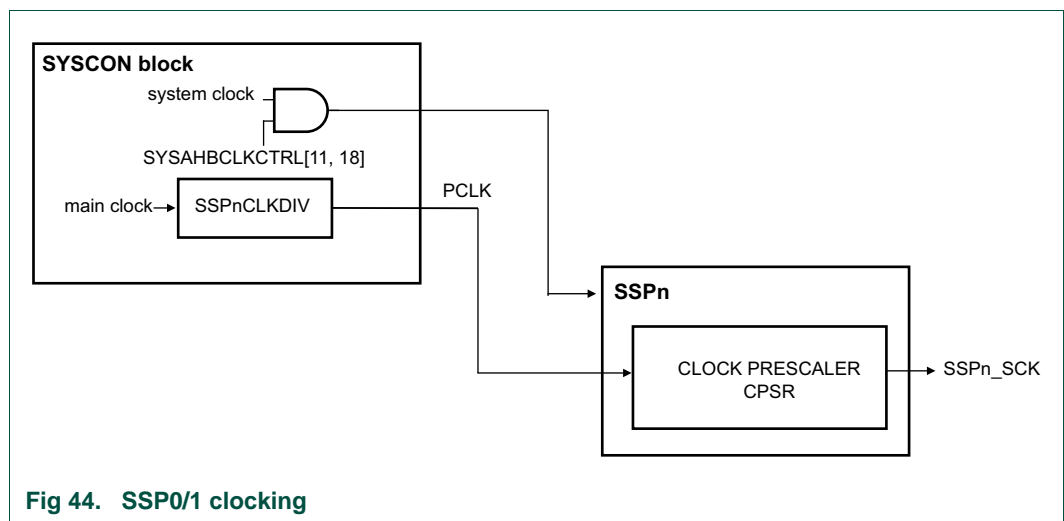 SYSCON block
system clock
SYSAHBCLKCTRL[11, 18]
main clock
SSPnCLKDIV
PCLK
SSPn
CLOCK PRESCALER
CPSR
SSPn_SCK
Fig 44. SSP0/1 clocking